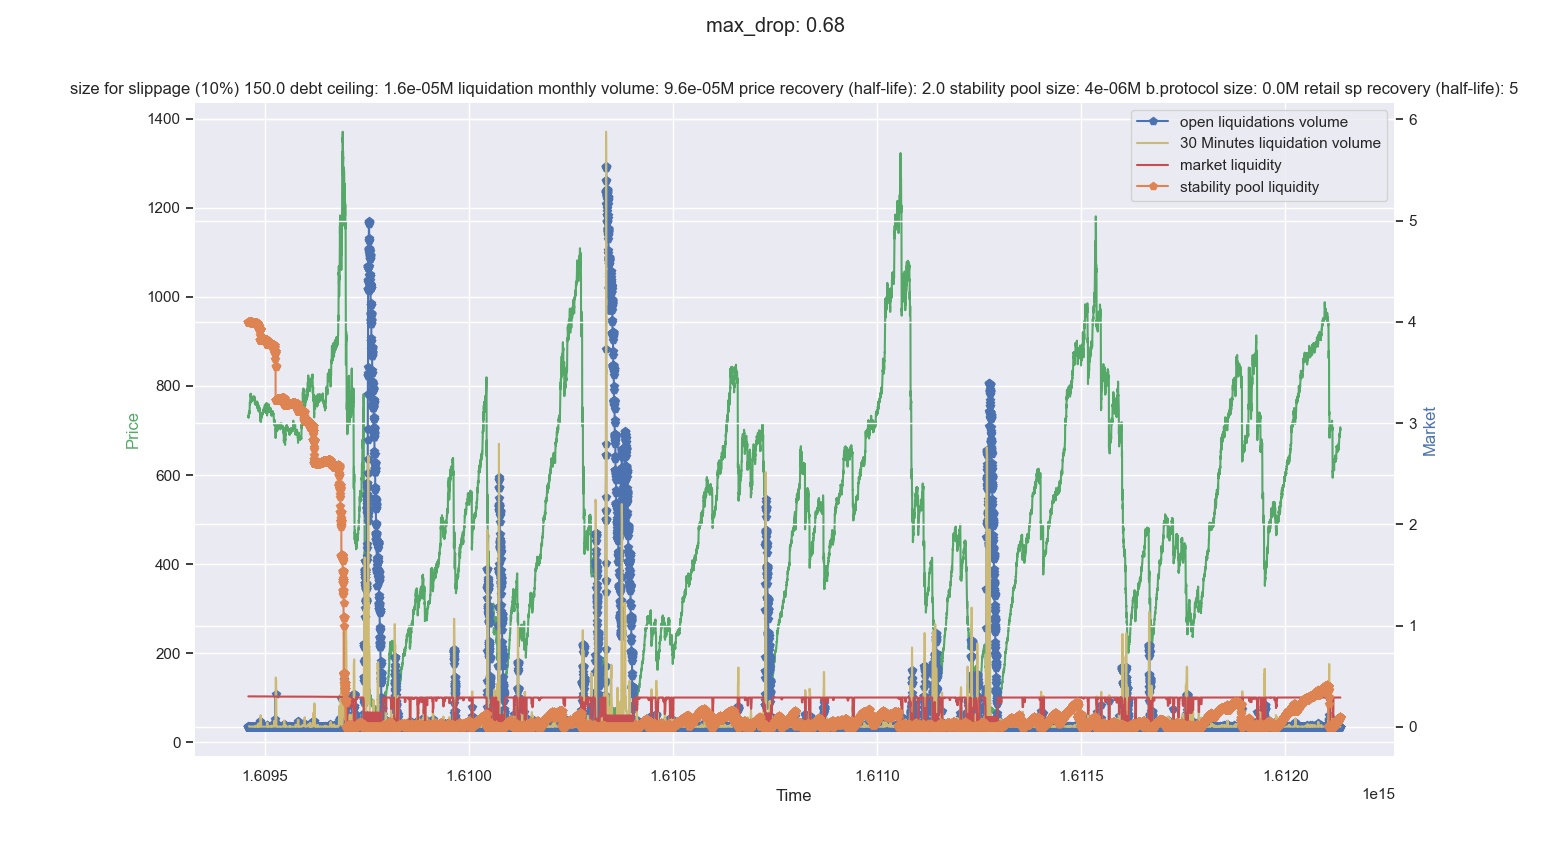 max_drop: 0.68
size for slippage (10%) 150.0 debt ceiling: 1.6e-05M liquidation monthly volume: 9.6e-05M price recovery (half-life): 2.0 stability pool size: 4e-06M b.protocol size: 0.0M retail sp recovery (half-life): 5
open liquidations volume
30 Minutes liquidation volume
market liquidity
stability pool liquidity
1400
1200
1000
800
600
400
200
0
Price
6
5
4
3
2
1
0
Market
1.6095 1.6100 1.6105 1.6110 1.6115 1.6120
Time
1e15